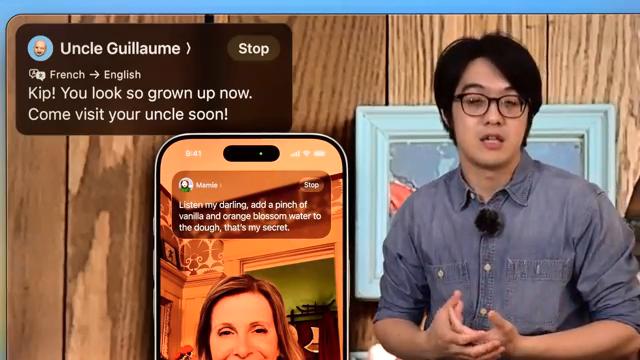 Uncle Guillaume 〉
Stop
French → English
Kip! You look so grown up now.
Come visit your uncle soon!
9:41
Mamie ›
Stop
Listen my darling, add a pinch of
vanilla and orange blossom water to
the dough, that's my secret.